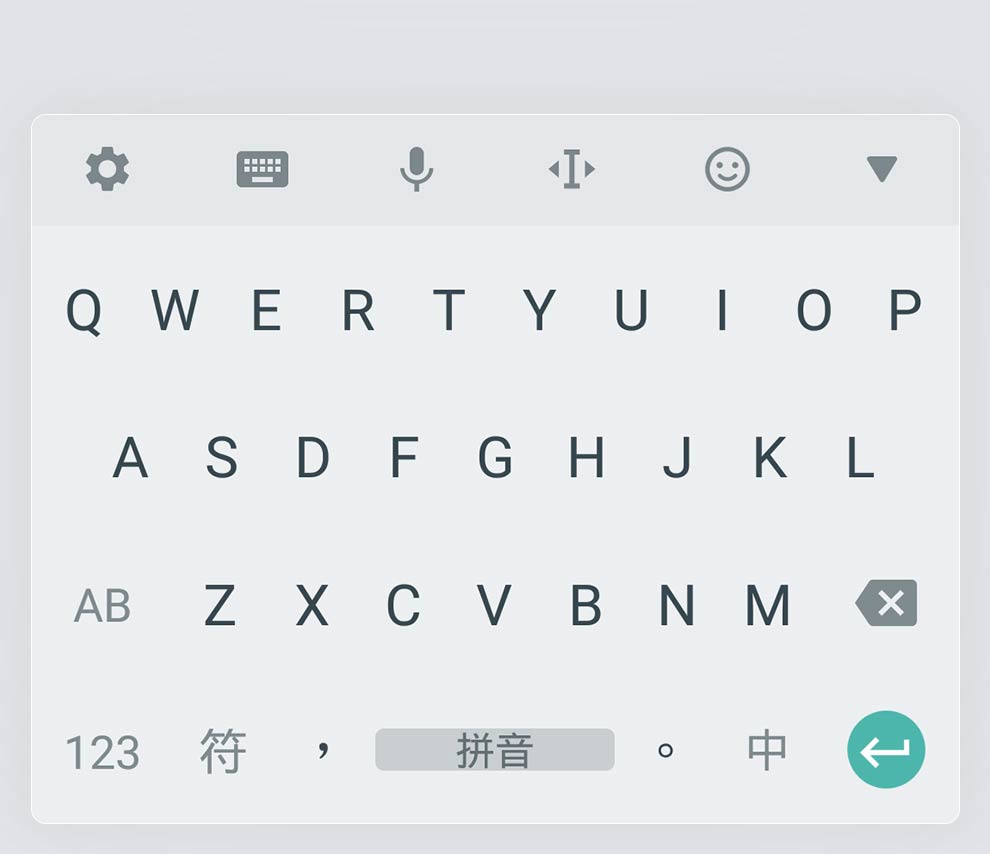 Q W E R T Y U I O P
A S D F G H J K L
AB Z X C V B N M
123 符 ， 拼音 。 中